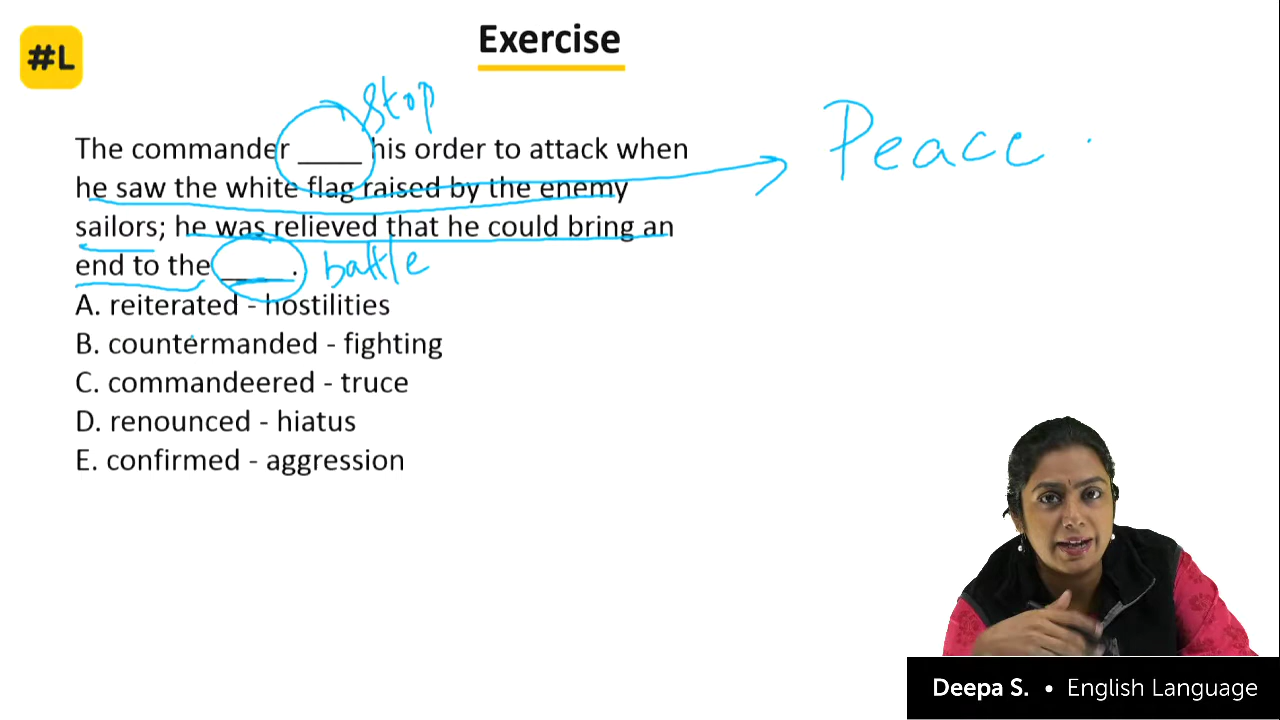 #L
Exercise
stop
Peace.
The commander _____ his order to attack when
he saw the white flag raised by the enemy
sailors; he was relieved that he could bring an
end to the ______. battle
A. reiterated - hostilities
B. countermanded - fighting
C. commandeered - truce
D. renounced - hiatus
E. confirmed - aggression
Deepa S. • English Language